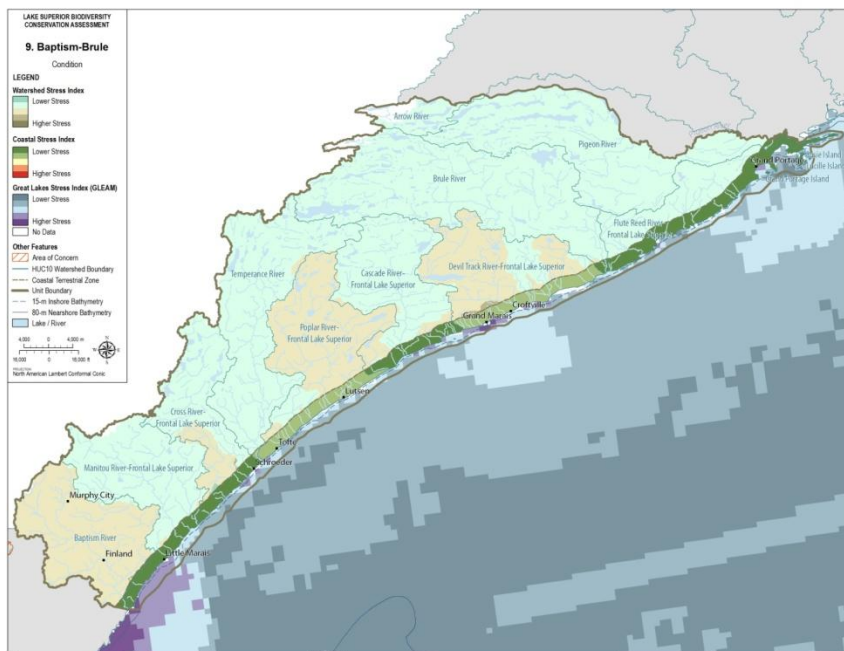 LAKE SUPERIOR BIODIVERSITY
CONSERVATION ASSESSMENT
9. Baptism-Brule
Condition
LEGEND
Watershed Stress Index
Lower Stress
Higher Stress
Coastal Stress Index
Lower Stress
Higher Stress
Great Lakes Stress Index (GLEAM)
Lower Stress
Higher Stress
No Data
Other Features
Area of Concern
HUC10 Watershed Boundary
Coastal Terrestrial Zone
Unit Boundary
15-m Inshore Bathymetry
80-m Nearshore Bathymetry
Lake / River
4,000 0 4,000 m
North American Lambert Conformal Conic
Arrow River
Pigeon River
Brule River
Grand Portage
Grand Portage Island
Flute Reed River-
Frontal Lake Superior
Temperance River
Cascade River-
Frontal Lake Superior
Devil Track River-Frontal Lake Superior
Croftville
Grand Marais
Poplar River-
Frontal Lake Superior
Lutsen
Cross River-
Frontal Lake Superior
Tofte
Schroeder
Manitou River-Frontal Lake Superior
Murphy City
Baptism River
Finland
Little Marais